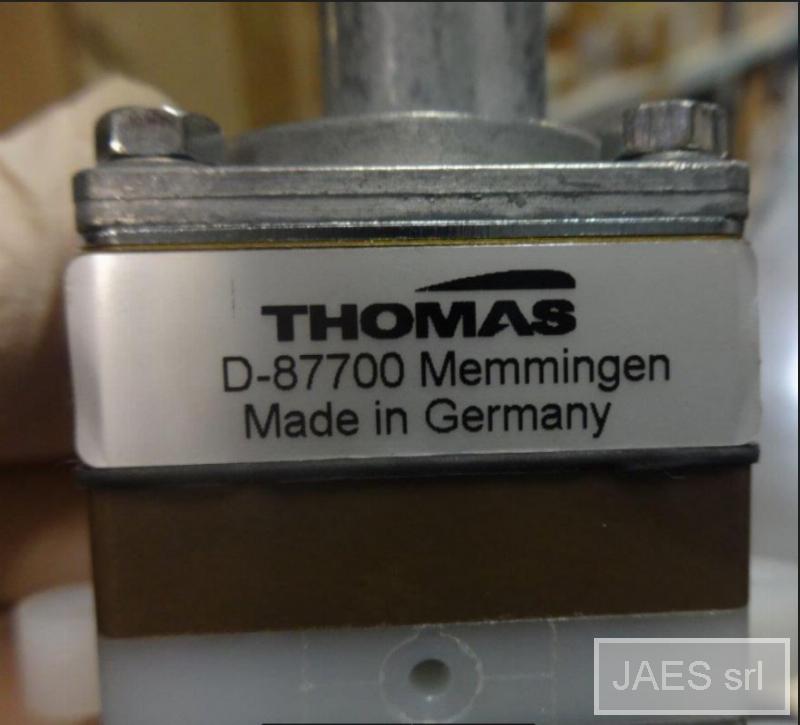 THOMAS
D-87700 Memmingen
Made in Germany
JAES srl